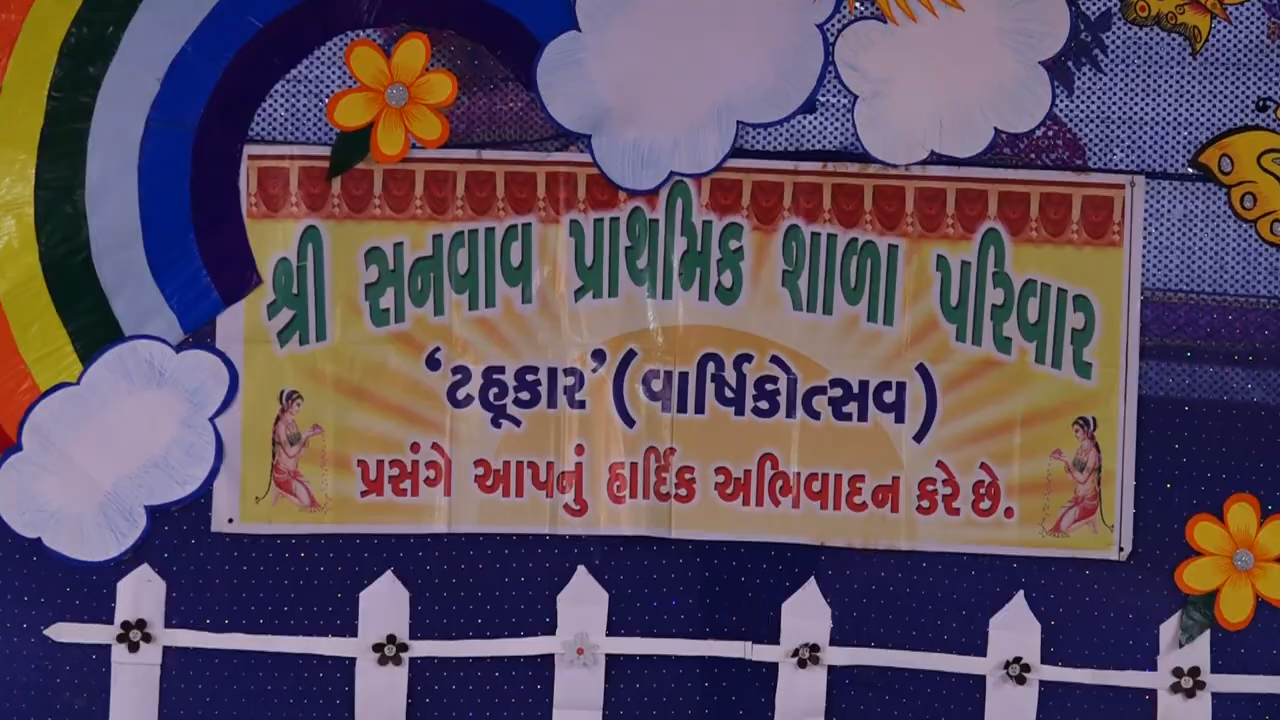 શ્રી સનવાવ પ્રાથમિક શાળા પરિવાર
‘ટહૂકાર’ (વાર્ષિકોત્સવ)
પ્રસંગે આપનું હાર્દિક અભિવાદન કરે છે.